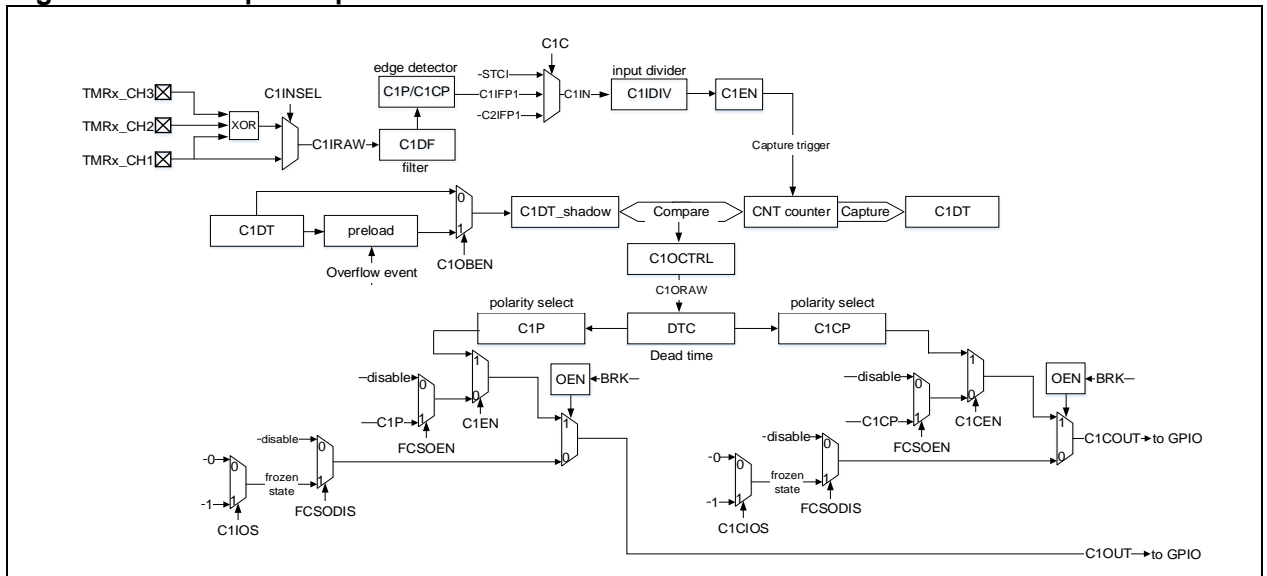 C1C
edge detector
-STCI
input divider
TMRx_CH3
C1INSEL
C1P/C1CP
C1IFP1
C1IN
C1IDIV
C1EN
TMRx_CH2
XOR
-C2IFP1
TMRx_CH1
C1IRAW
C1DF
filter
Capture trigger
0
C1DT
preload
1
C1DT_shadow
Compare
CNT counter
Capture
C1DT
Overflow event
C1OBEN
C1OCTRL
C1ORAW
polarity select
polarity select
C1P
DTC
C1CP
Dead time
1
1
disable
0
OEN
BRK
disable
0
OEN
BRK
0
0
C1P
1
C1EN
C1CP
1
C1CEN
FCSOEN
1
FCSOEN
1
-disable
0
0
-disable
0
0
C1COUT
to GPIO
-0
0
frozen
state
1
-0
0
frozen
state
1
-1
1
FCSODIS
-1
1
FCSODIS
C1IOS
C1CIOS
C1OUT
to GPIO